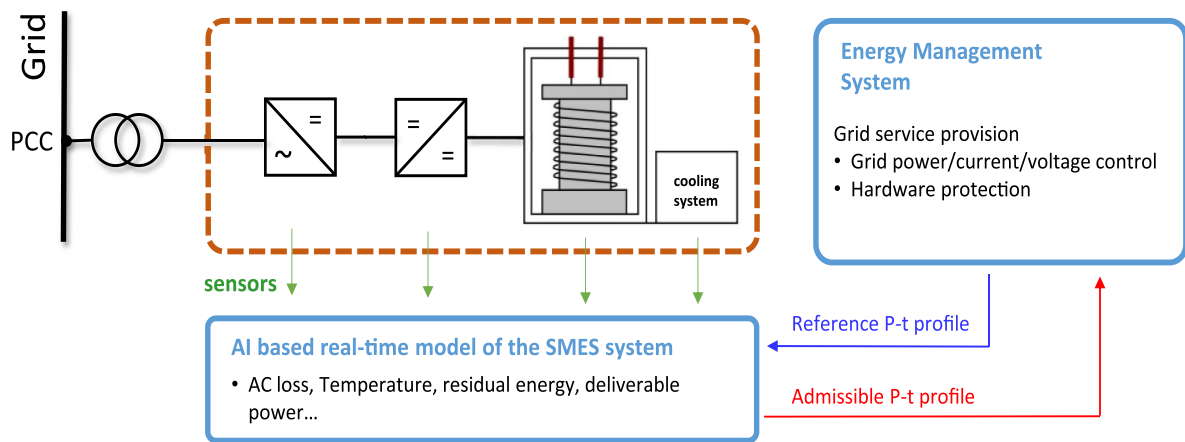 Grid
PCC
=
~
=
=
cooling
system
Energy Management
System
Grid service provision
• Grid power/current/voltage control
• Hardware protection
sensors
Reference P-t profile
AI based real-time model of the SMES system
• AC loss, Temperature, residual energy, deliverable
power...
Admissible P-t profile